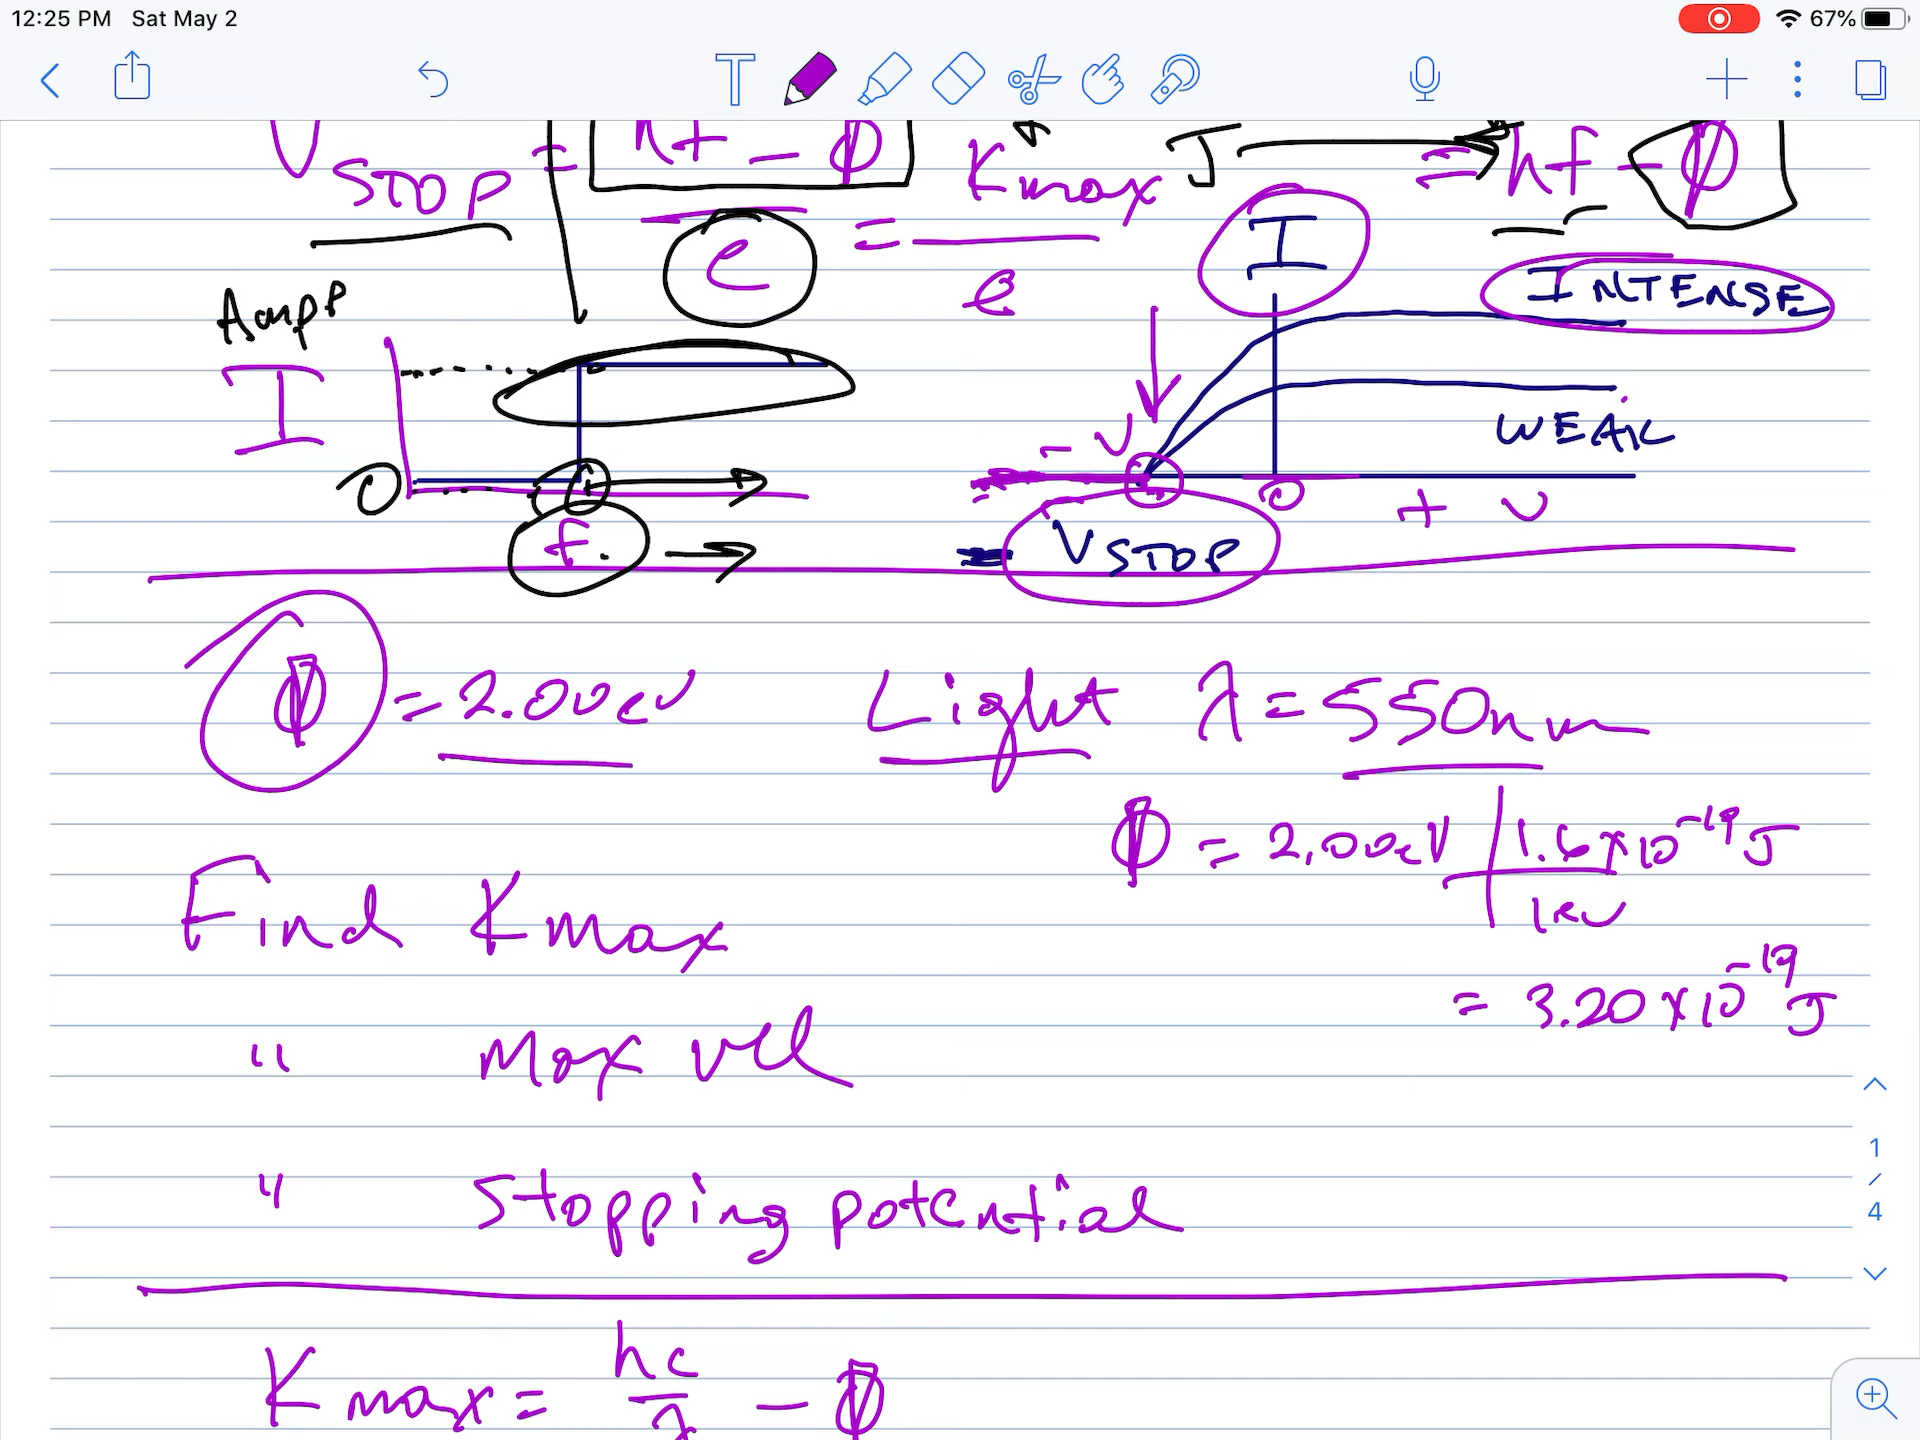 12:25 PM Sat May 2
67%
T
V STOP = hf - Φ / e = Kmax / e
J = hf - Φ
I
INTENSE
Amp
I
WEAK
- V
0
0
+ V
f
V STOP
Φ = 2.00eV Light λ = 550nm
Φ = 2.00eV | 1.6x10⁻¹⁹ J / 1eV
Find Kmax
= 3.20 x 10⁻¹⁹ J
" Max vel
" Stopping potential
1
/
4
Kmax = hc / λ - Φ